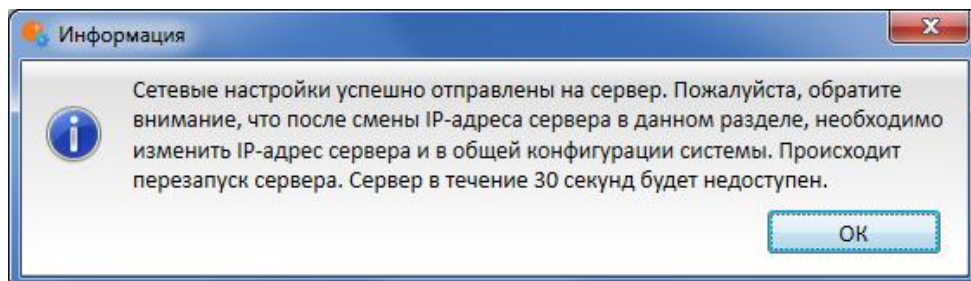 Информация
Сетевые настройки успешно отправлены на сервер. Пожалуйста, обратите
внимание, что после смены IP-адреса сервера в данном разделе, необходимо
изменить IP-адрес сервера и в общей конфигурации системы. Происходит
перезапуск сервера. Сервер в течение 30 секунд будет недоступен.
ОК